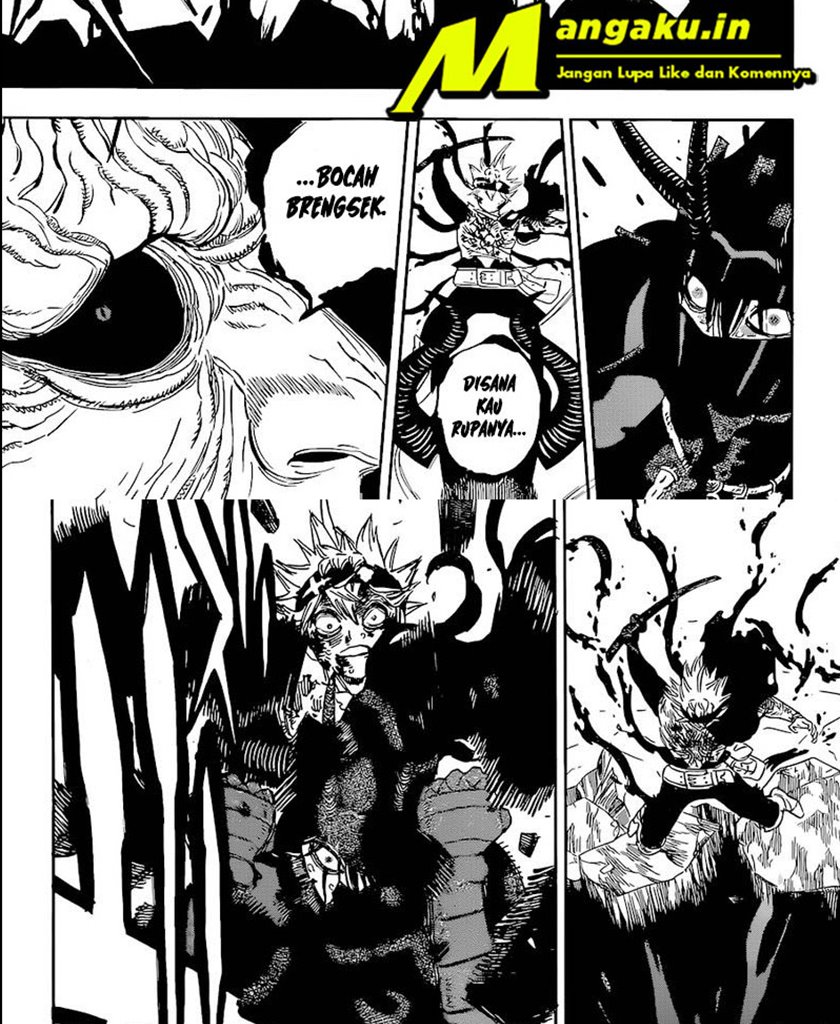 Mangaku.in
Jangan Lupa Like dan Komennya
...BOCAH
BRENGSEK.
DISANA
KAU
RUPANYA...